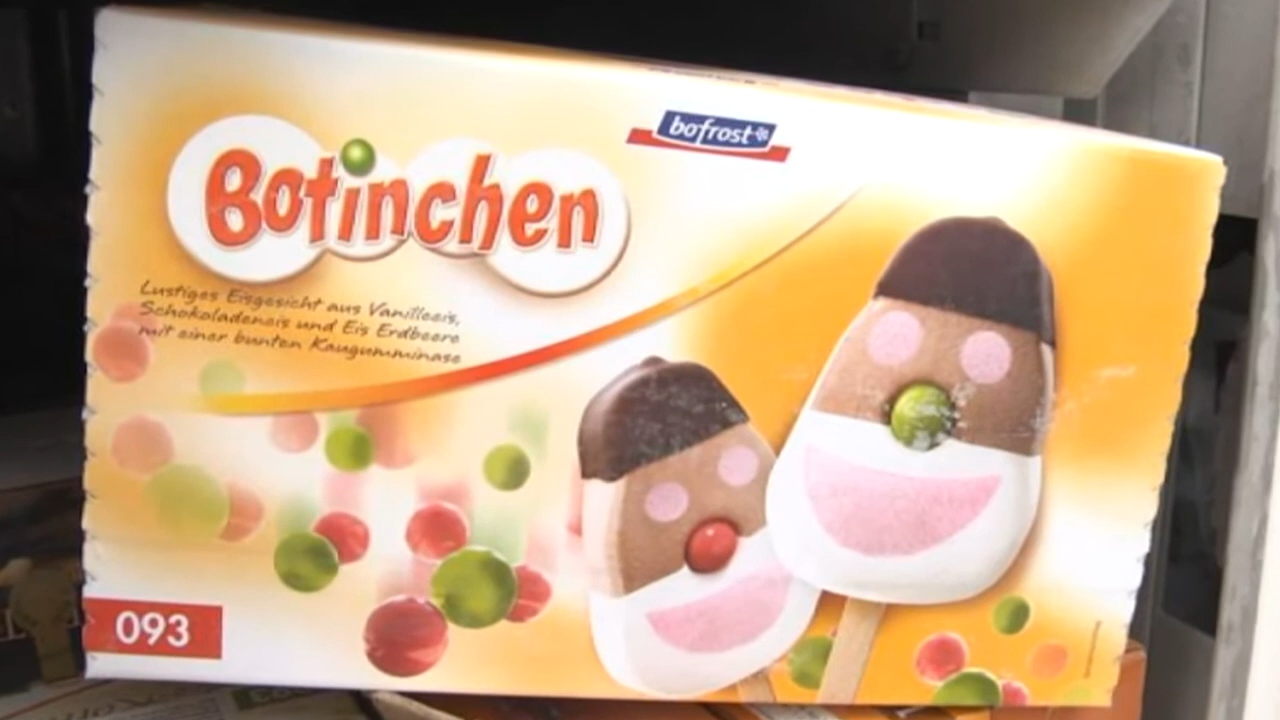 bofrost*
Botinchen
Lustiges Eisgesicht aus Vanilleeis,
Schokoladeneis und Eis Erdbeere
mit einer bunten Kaugumminase
093